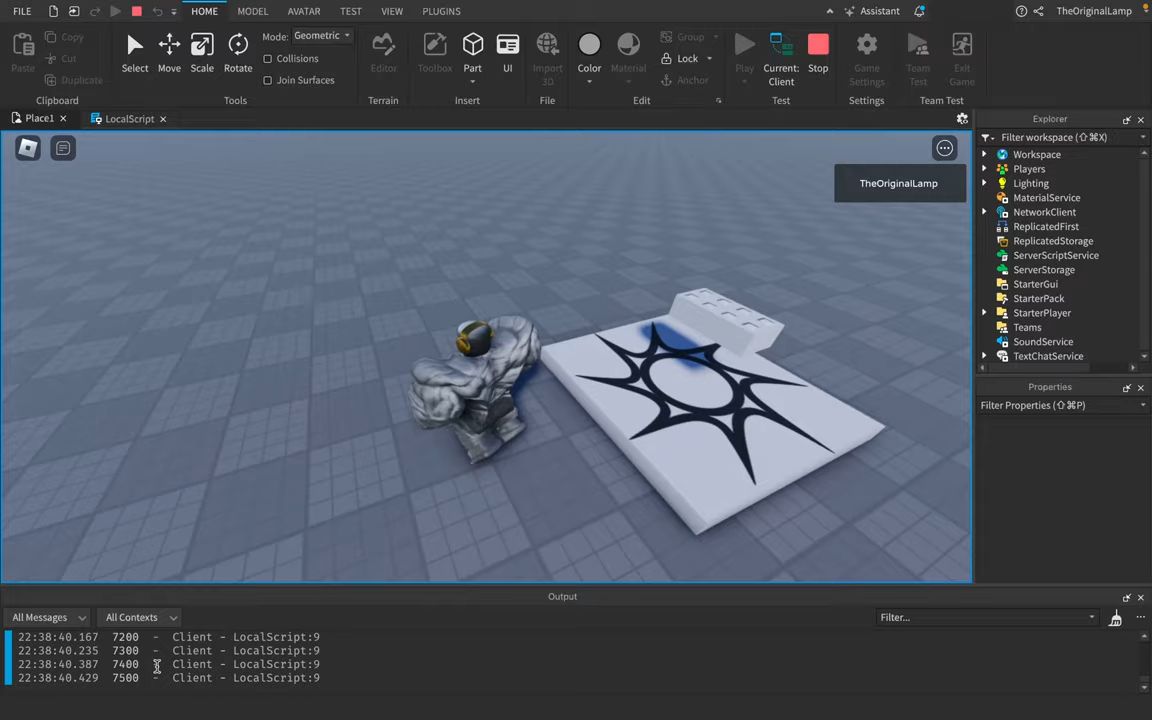 FILE HOME MODEL AVATAR TEST VIEW PLUGINS Assistant TheOriginalLamp
Paste Copy Cut Duplicate Clipboard
Select Move Scale Rotate Mode: Geometric Collisions Join Surfaces Tools
Editor Terrain
Toolbox Part UI Insert
Import 3D File
Color Material Group Lock Anchor Edit
Play Current: Client Stop Test
Game Settings Settings
Team Test Exit Game Team Test
Place1 LocalScript
TheOriginalLamp
Explorer
Filter workspace (⇧⌘X)
Workspace
Players
Lighting
MaterialService
NetworkClient
ReplicatedFirst
ReplicatedStorage
ServerScriptService
ServerStorage
StarterGui
StarterPack
StarterPlayer
Teams
SoundService
TextChatService
Properties
Filter Properties (⇧⌘P)
Output
All Messages All Contexts Filter...
22:38:40.167 7200 - Client - LocalScript:9
22:38:40.235 7300 - Client - LocalScript:9
22:38:40.387 7400 - Client - LocalScript:9
22:38:40.429 7500 - Client - LocalScript:9